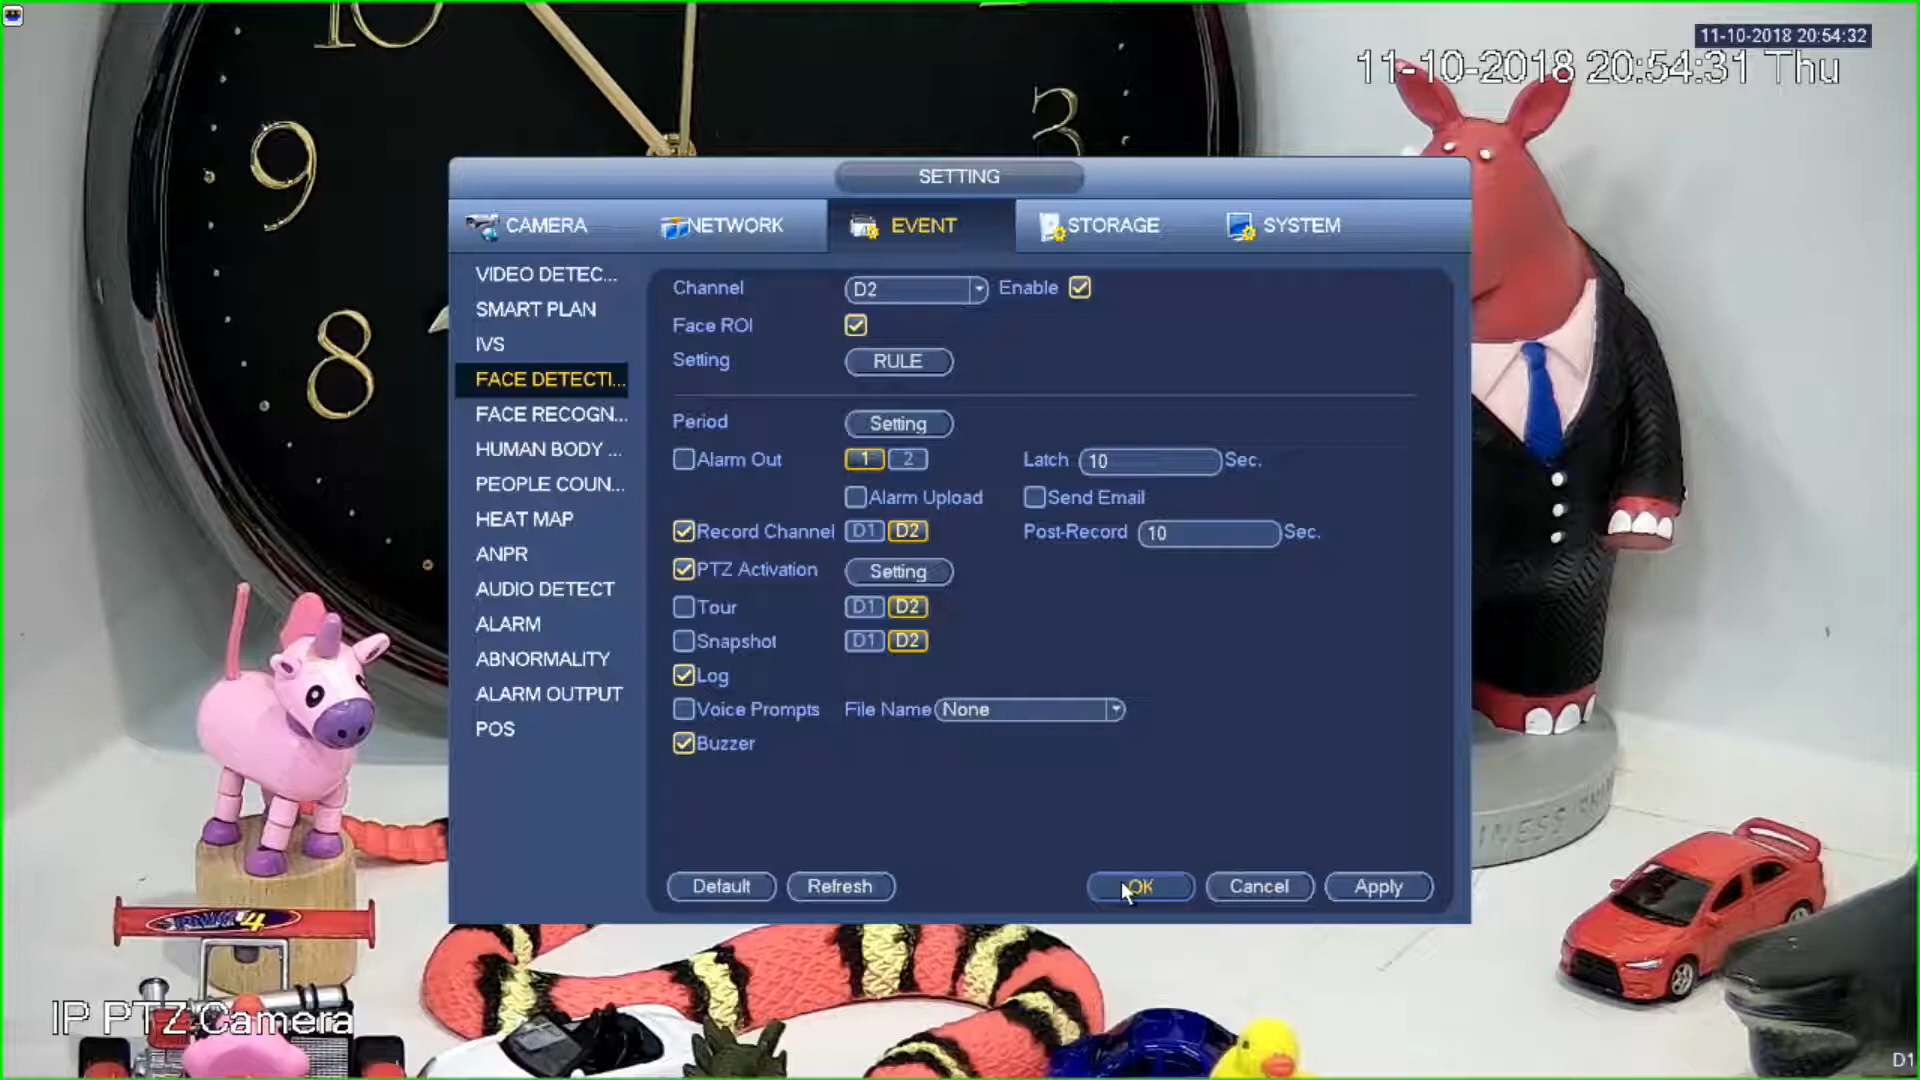 11-10-2018 20:54:32
11-10-2018 20:54:31 Thu
10
9
3
8
SETTING
CAMERA
NETWORK
EVENT
STORAGE
SYSTEM
VIDEO DETEC...
SMART PLAN
IVS
FACE DETECTI...
FACE RECOGN...
HUMAN BODY ...
PEOPLE COUN...
HEAT MAP
ANPR
AUDIO DETECT
ALARM
ABNORMALITY
ALARM OUTPUT
POS
Channel D2 Enable
Face ROI
Setting RULE
Period Setting
Alarm Out 1 2 Latch 10 Sec.
Alarm Upload Send Email
Record Channel D1 D2 Post-Record 10 Sec.
PTZ Activation Setting
Tour D1 D2
Snapshot D1 D2
Log
Voice Prompts File Name None
Buzzer
Default Refresh OK Cancel Apply
4
IP PTZ Camera
D1